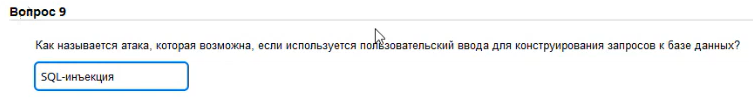 Вопрос 9
Как называется атака, которая возможна, если используется пользовательский ввода для конструирования запросов к базе данных?
SQL-инъекция